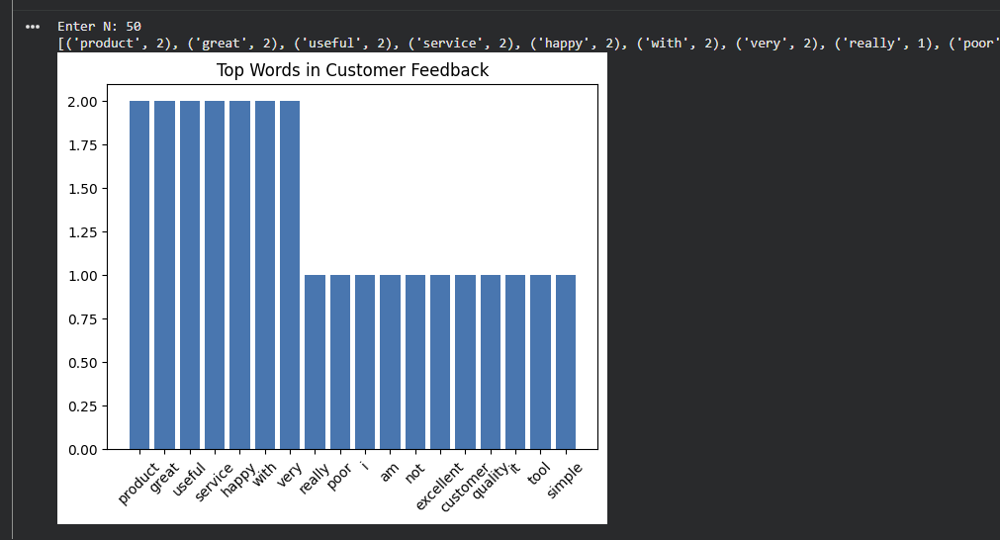 Enter N: 50
[('product', 2), ('great', 2), ('useful', 2), ('service', 2), ('happy', 2), ('with', 2), ('very', 2), ('really', 1), ('poor'
Top Words in Customer Feedback
2.00
1.75
1.50
1.25
1.00
0.75
0.50
0.25
0.00
product
great
useful
service
happy
with
very
really
poor
i
am
not
excellent
customer
quality
it
tool
simple